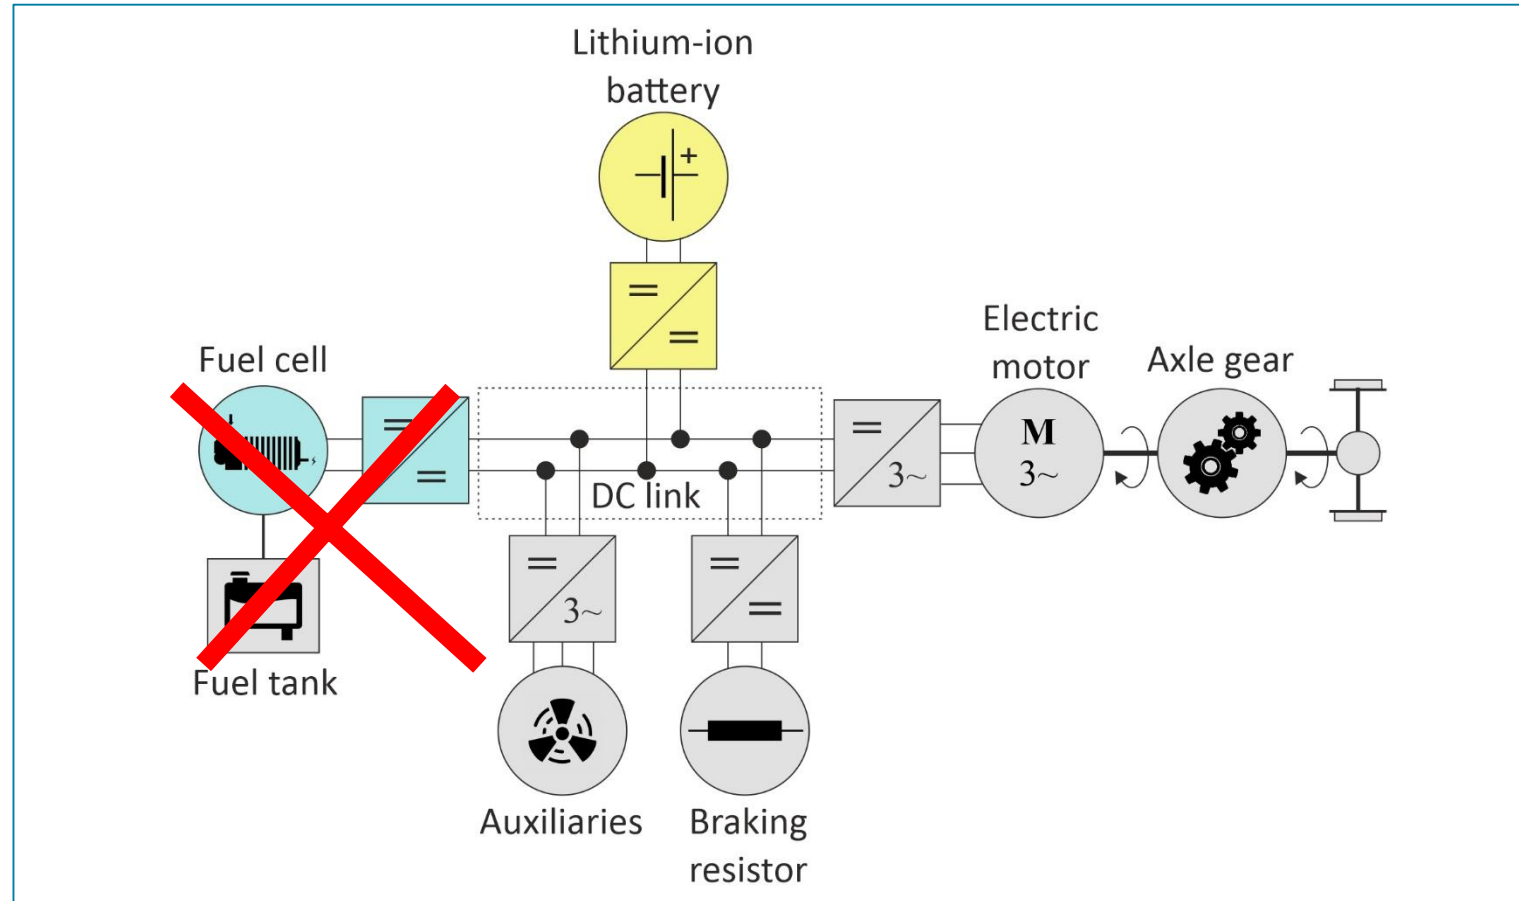 Lithium-ion
battery
+
Electric
motor
Axle gear
Fuel cell
M
3~
3~
DC link
3~
Fuel tank
Auxiliaries
Braking
resistor